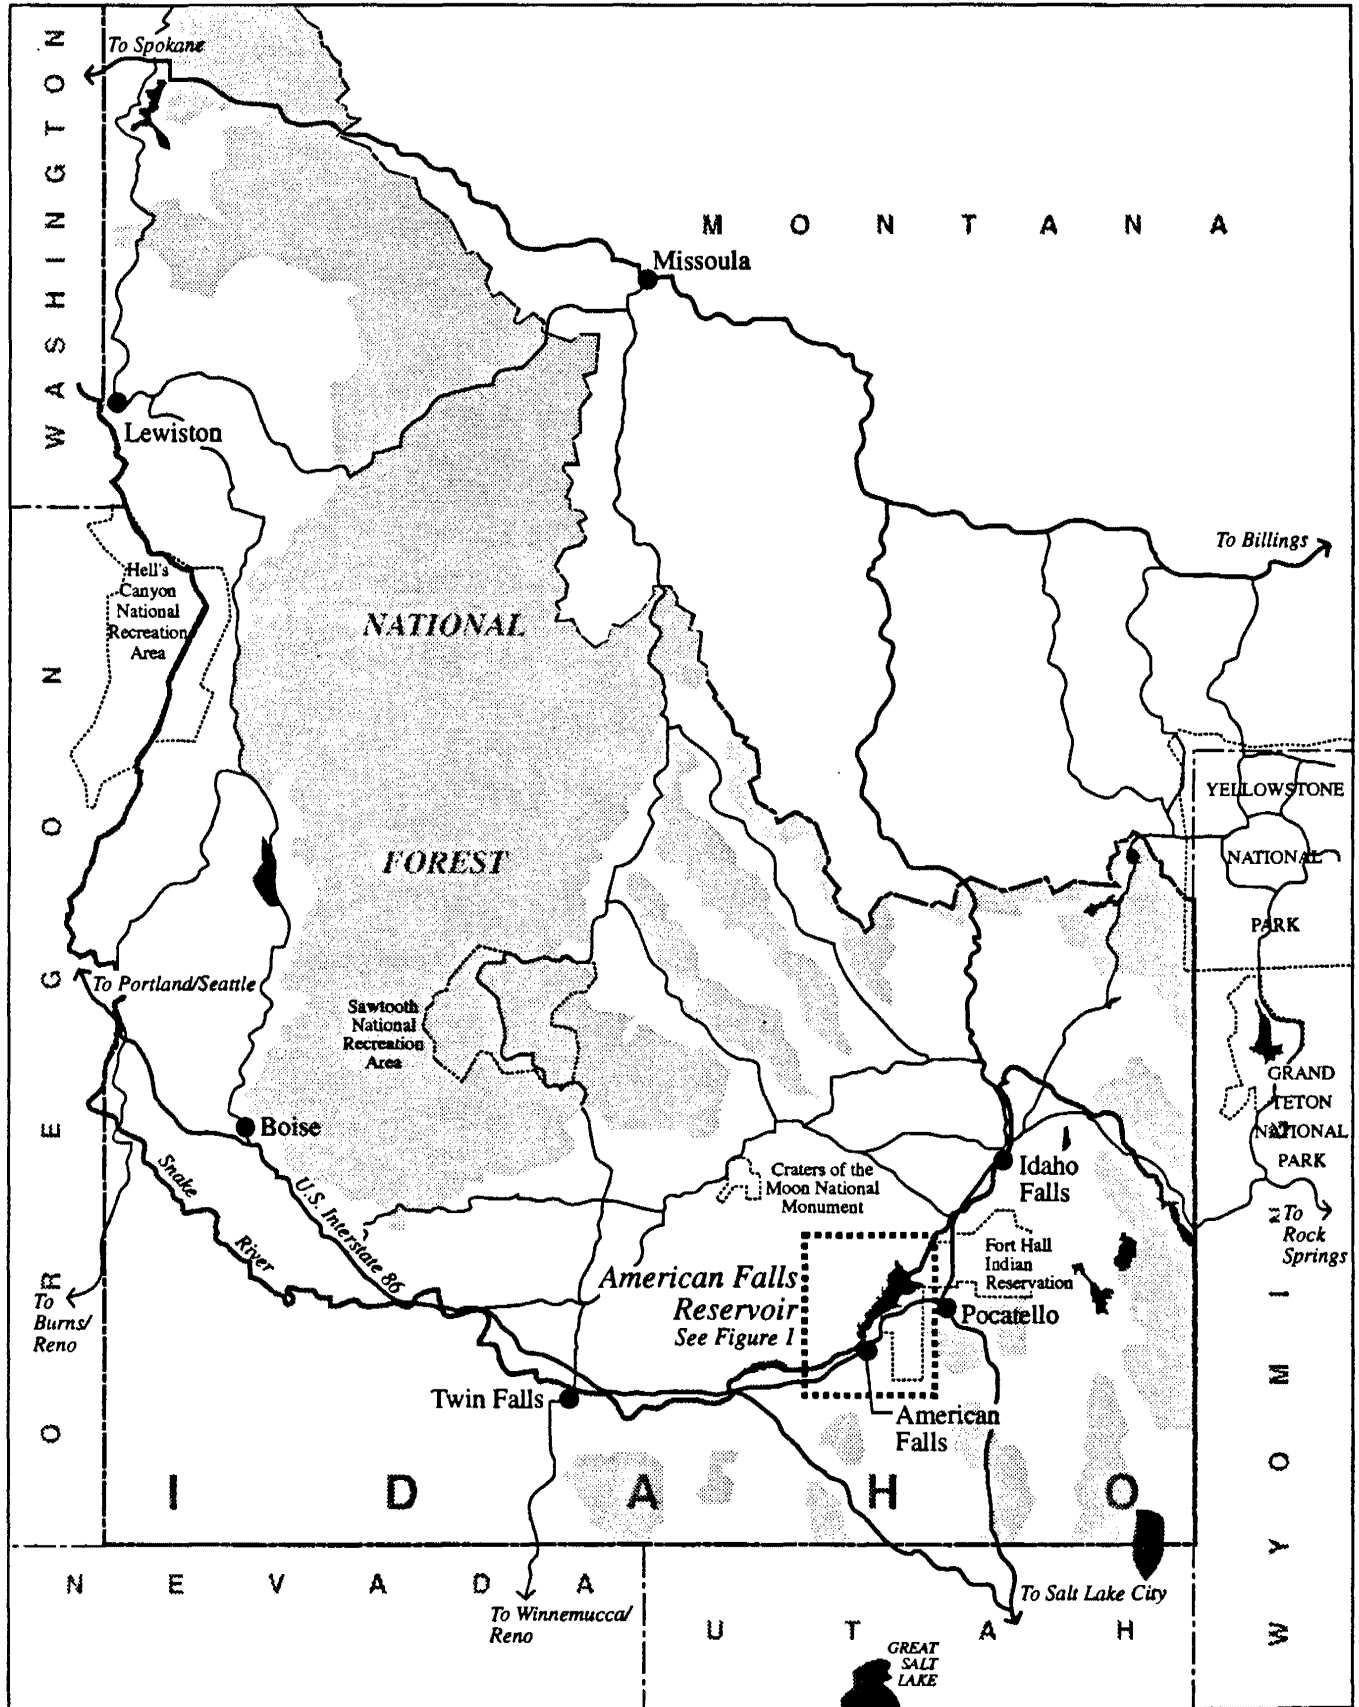 To Spokane
WASHINGTON
MONTANA
Missoula
Lewiston
To Billings
Hell's
Canyon
National
Recreation
Area
NATIONAL
FOREST
OREGON
YELLOWSTONE
NATIONAL
PARK
To Portland/Seattle
Sawtooth
National
Recreation
Area
GRAND
TETON
NATIONAL
PARK
Boise
Idaho
Falls
Craters of the
Moon National
Monument
Snake
River
U.S. Interstate 86
To
Rock
Springs
Fort Hall
Indian
Reservation
American Falls
Reservoir
See Figure 1
To
Burns/
Reno
Pocatello
Twin Falls
American
Falls
IDAHO
WYOMING
NEVADA
To Winnemucca/
Reno
To Salt Lake City
UTAH
GREAT
SALT
LAKE